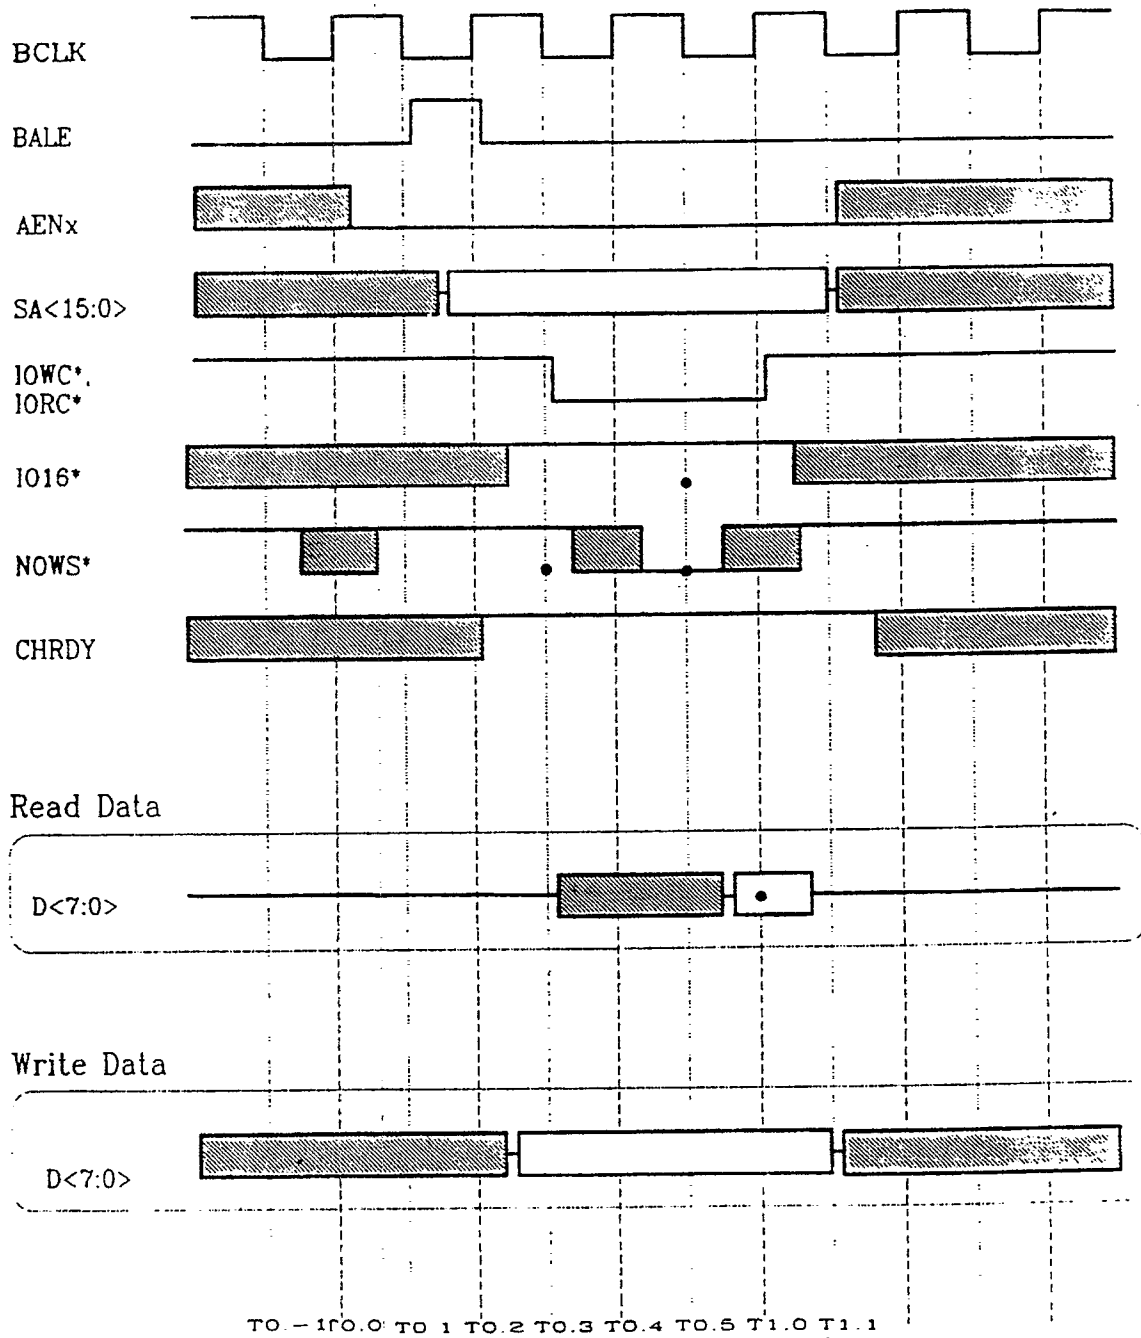 BCLK
BALE
AENx
SA<15:0>
IOWC*,
IORC*
IO16*
NOWS*
CHRDY
Read Data
D<7:0>
Write Data
D<7:0>
T0.-1 T0.0 T0.1 T0.2 T0.3 T0.4 T0.5 T1.0 T1.1